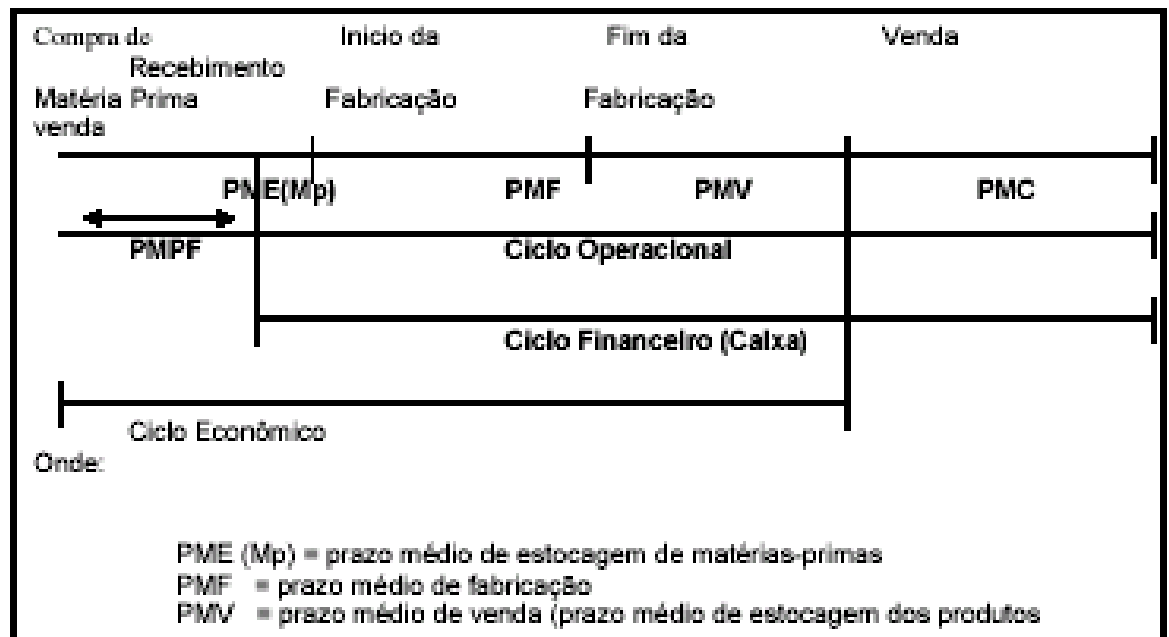 Compra de Inicio da Fim da Venda
Recebimento
Matéria Prima Fabricação Fabricação
venda
PME(Mp) PMF PMV PMC
PMPF Ciclo Operacional
Ciclo Financeiro (Caixa)
Ciclo Econômico
Onde:
PME (Mp) = prazo médio de estocagem de matérias-primas
PMF = prazo médio de fabricação
PMV = prazo médio de venda (prazo médio de estocagem dos produtos